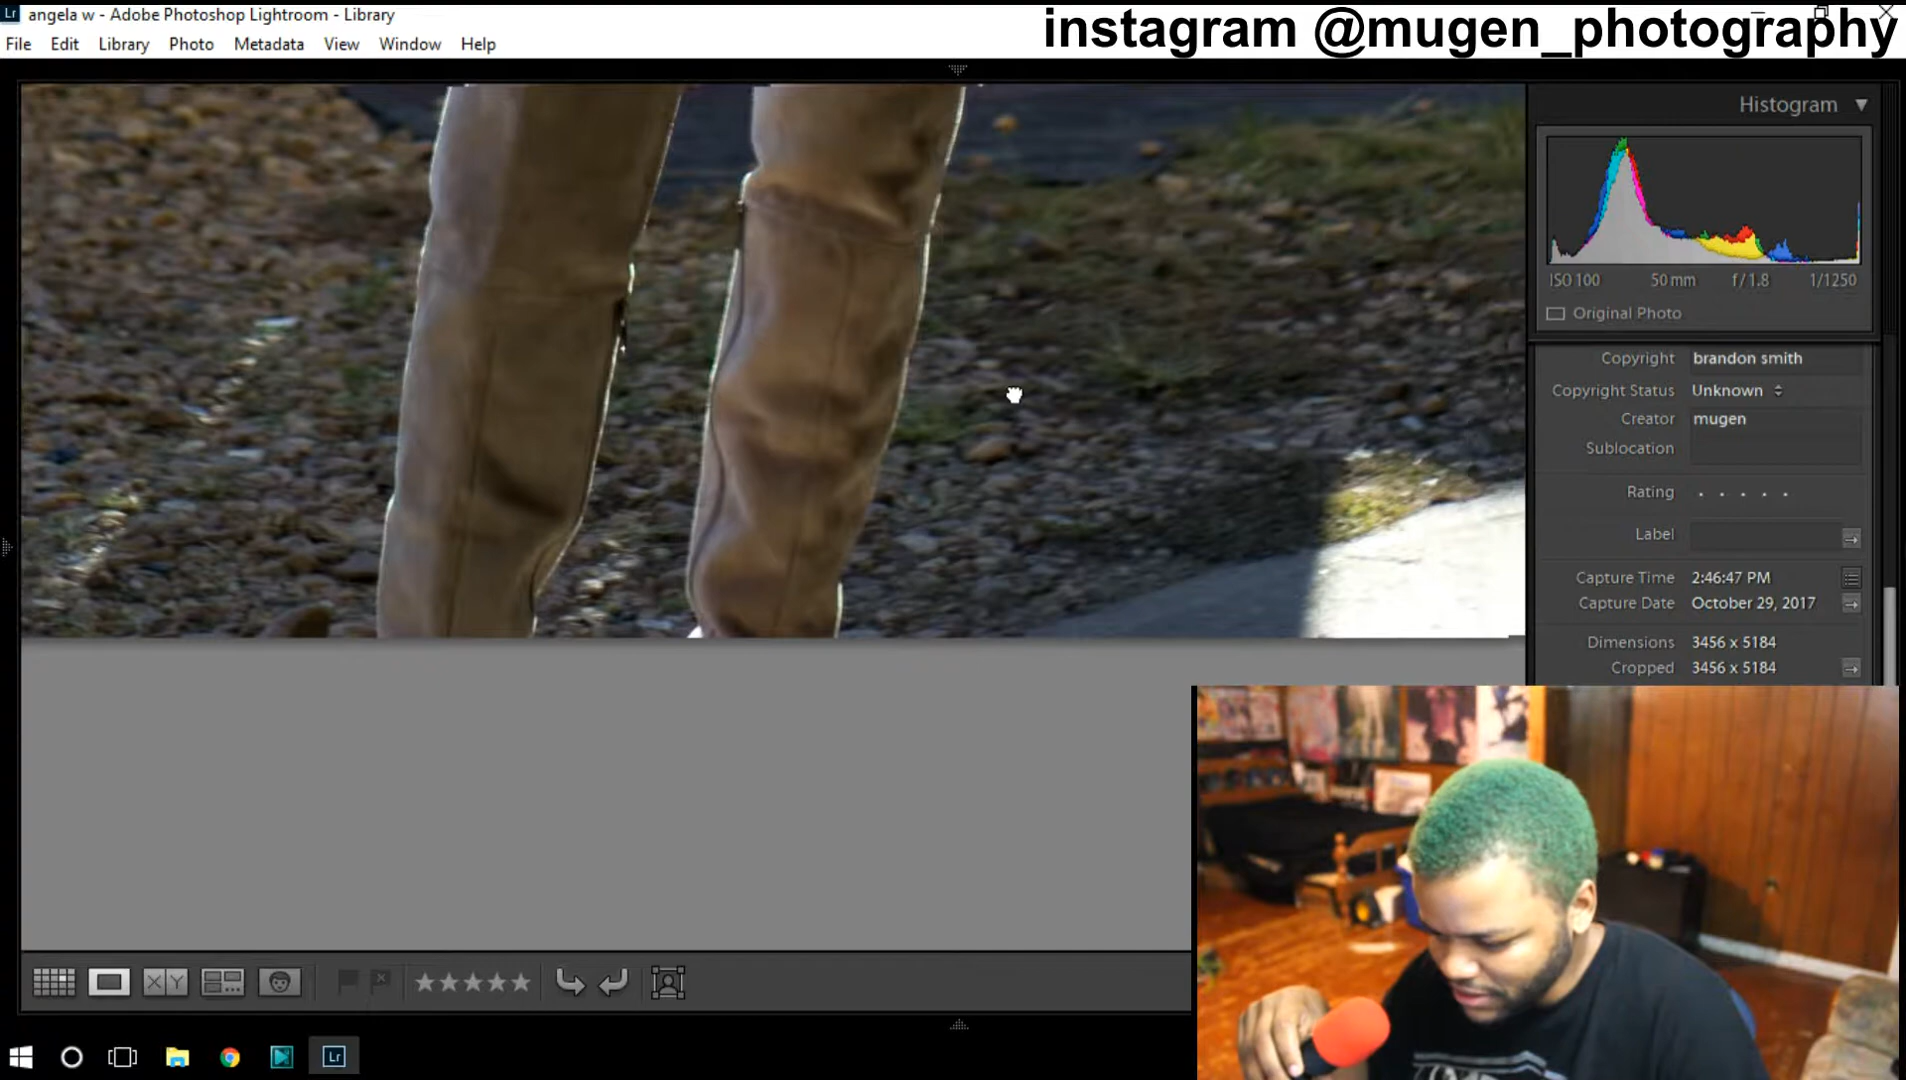 Lr angela w - Adobe Photoshop Lightroom - Library
instagram @mugen_photography
File Edit Library Photo Metadata View Window Help
Histogram
ISO 100 50 mm f / 1.8 1/1250
Original Photo
Copyright brandon smith
Copyright Status Unknown
Creator mugen
Sublocation
Rating
Label
Capture Time 2:46:47 PM
Capture Date October 29, 2017
Dimensions 3456 x 5184
Cropped 3456 x 5184
X Y
Lr